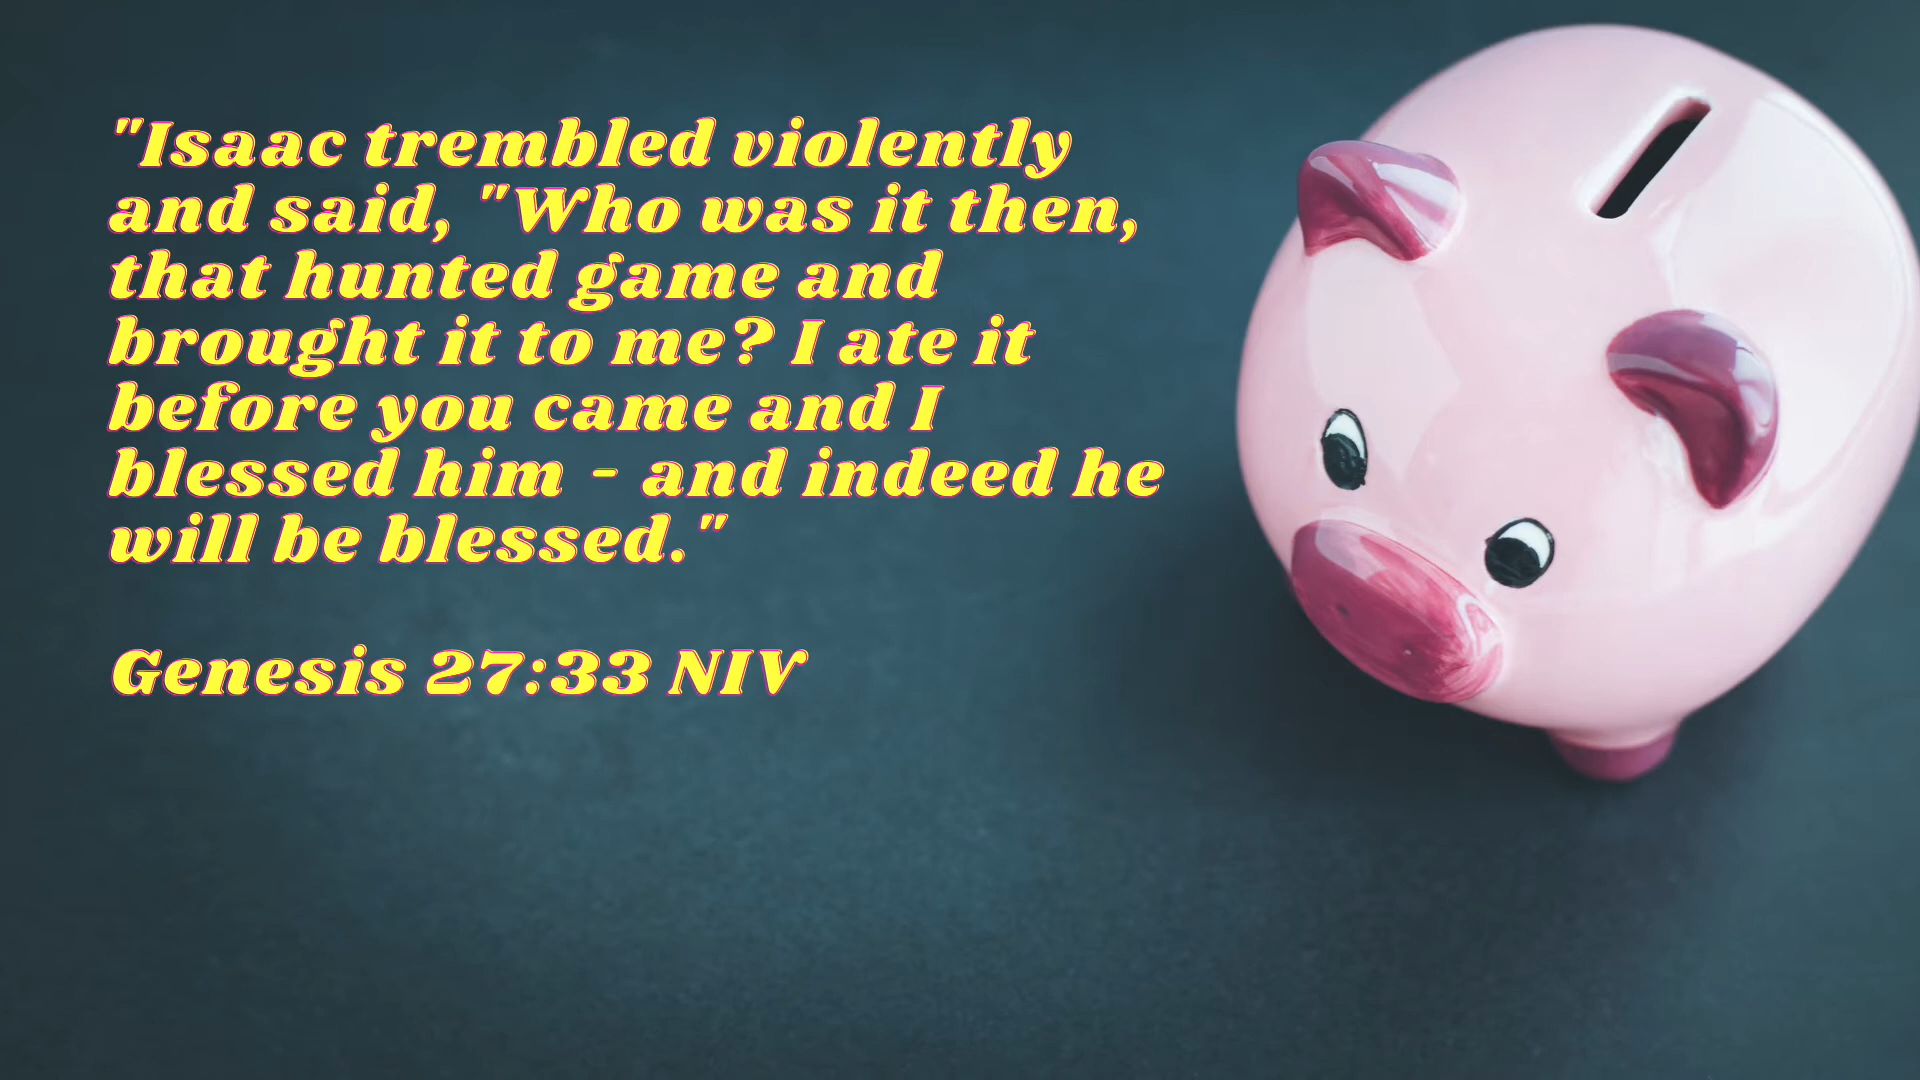 "Isaac trembled violently
and said, "Who was it then,
that hunted game and
brought it to me? I ate it
before you came and I
blessed him - and indeed he
will be blessed."
Genesis 27:33 NIV